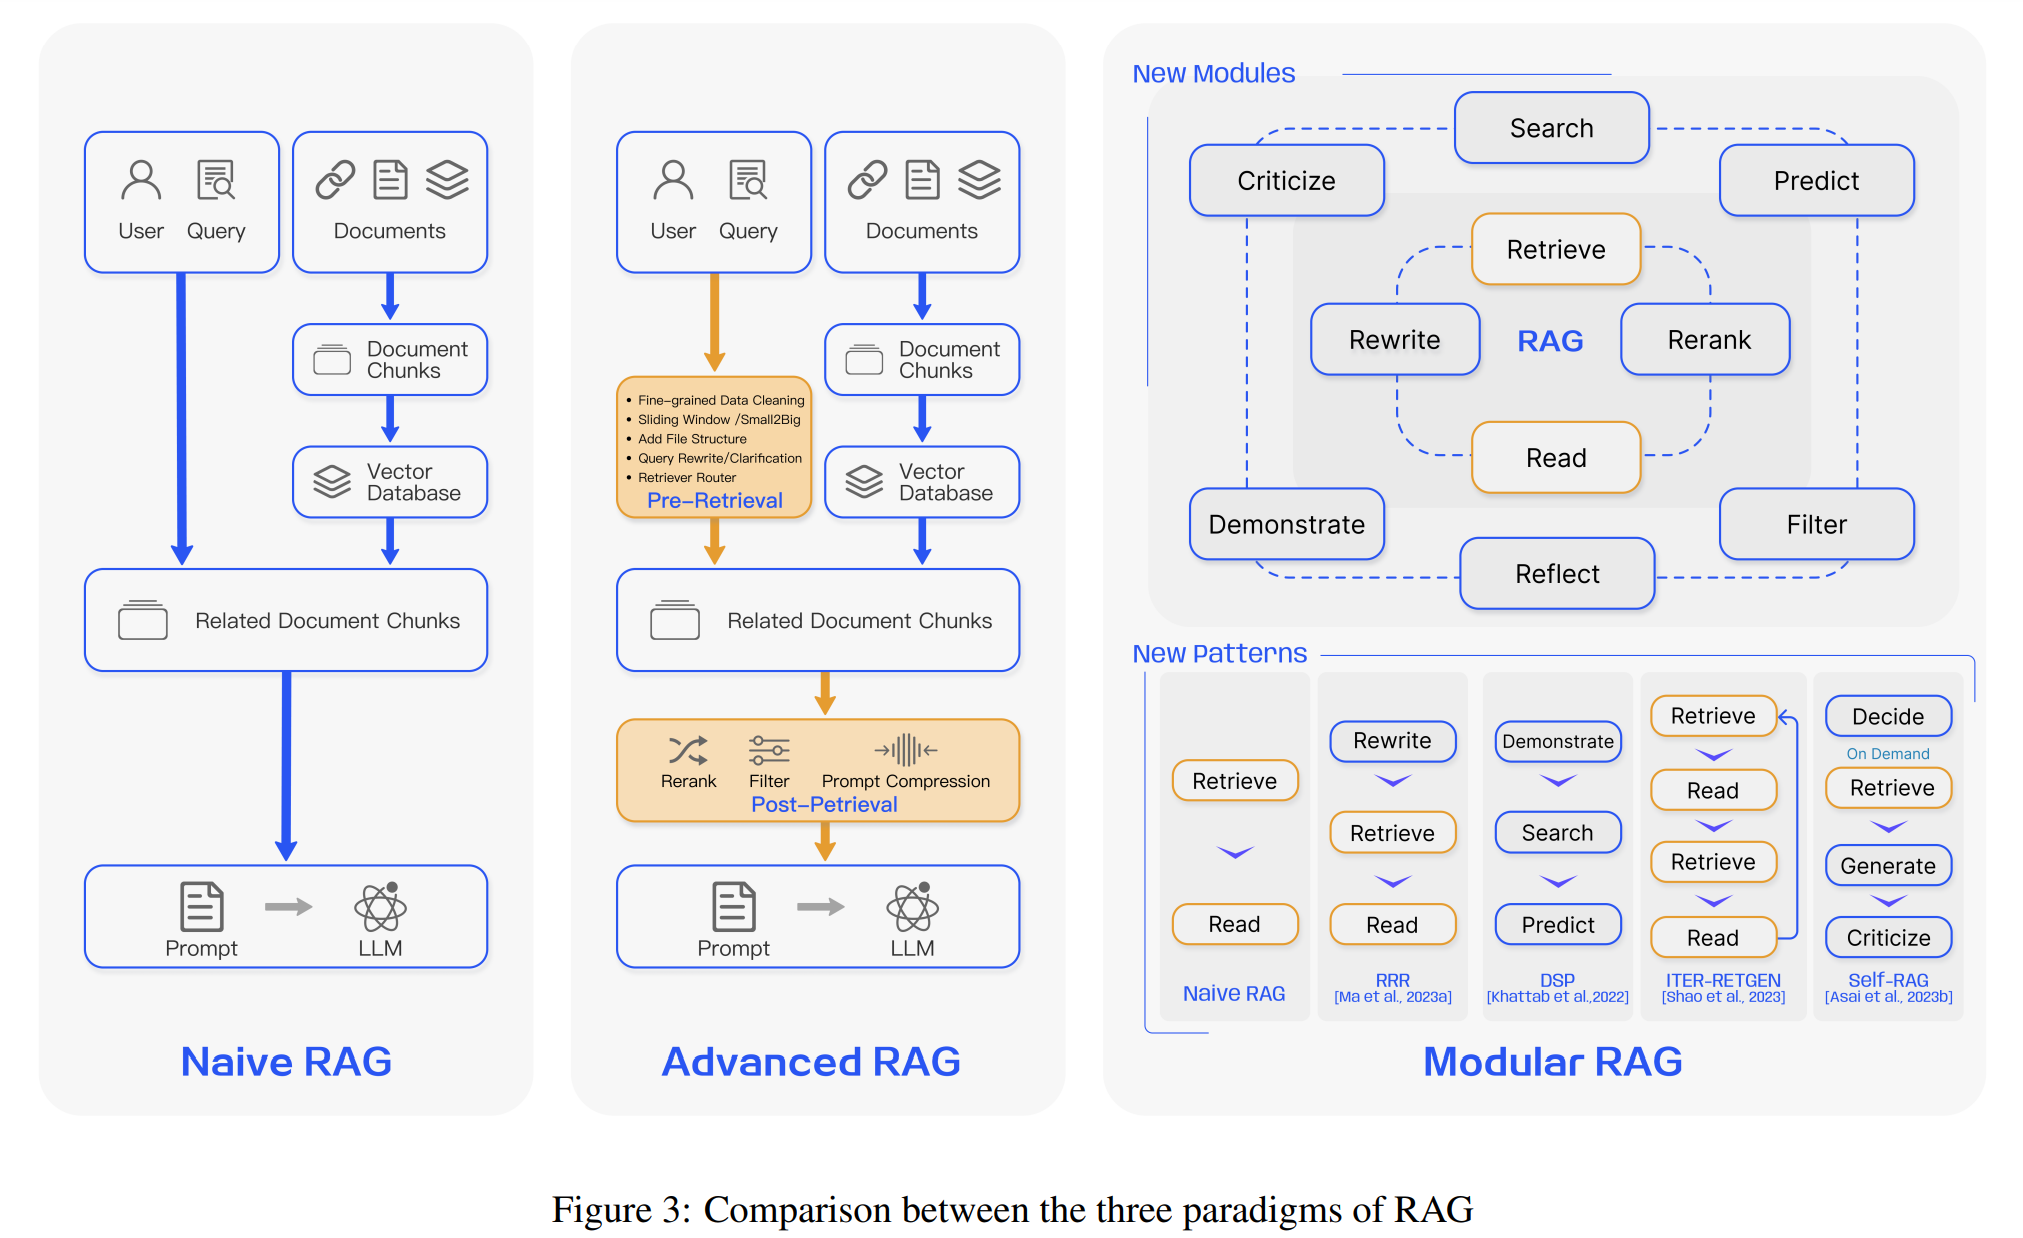 User Query
Documents
Document
Chunks
Vector
Database
Related Document Chunks
Prompt
LLM
Naive RAG
User Query
Documents
Document
Chunks
• Fine-grained Data Cleaning
• Sliding Window /Small2Big
• Add File Structure
• Query Rewrite/Clarification
• Retriever Router
Pre-Retrieval
Vector
Database
Related Document Chunks
Rerank
Filter
Prompt Compression
Post-Petrieval
Prompt
LLM
Advanced RAG
New Modules
Search
Criticize
Predict
Retrieve
Rewrite
RAG
Rerank
Read
Demonstrate
Filter
Reflect
New Patterns
Retrieve
Read
Naive RAG
Rewrite
Retrieve
Read
RRR
[Ma et al., 2023a]
Demonstrate
Search
Predict
DSP
[Khattab et al.,2022]
Retrieve
Read
Retrieve
Read
ITER-RETGEN
[Shao et al., 2023]
Decide
On Demand
Retrieve
Generate
Criticize
Self-RAG
[Asai et al., 2023b]
Modular RAG
Figure 3: Comparison between the three paradigms of RAG